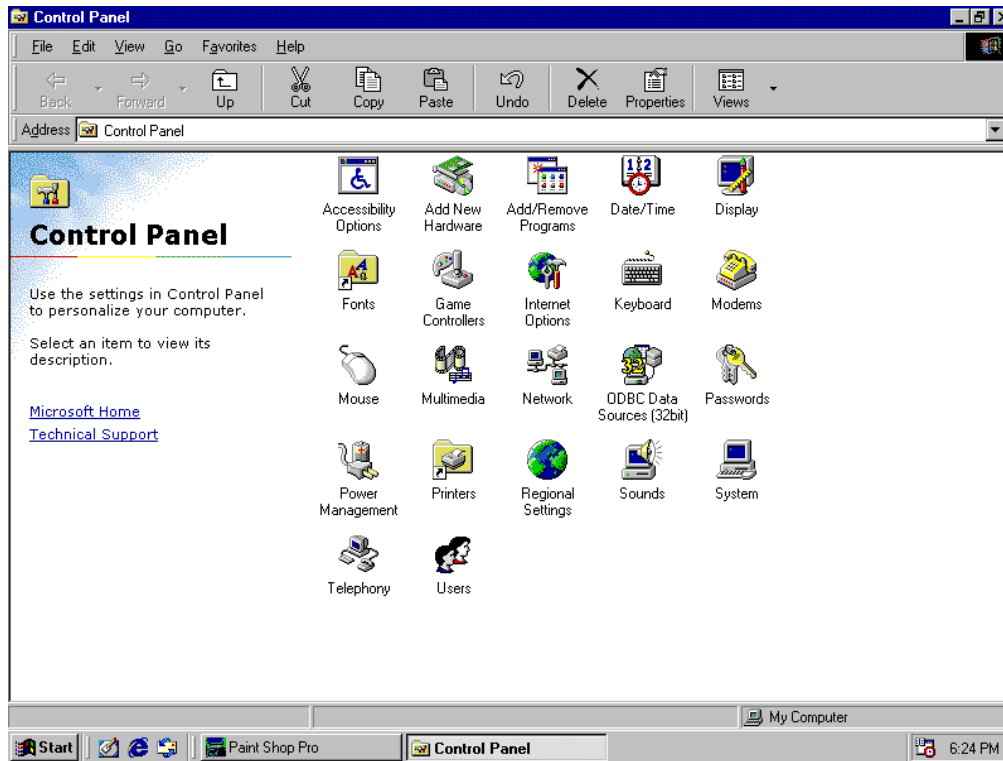 Control Panel
File Edit View Go Favorites Help
Back Forward Up Cut Copy Paste Undo Delete Properties Views
Address Control Panel
Control Panel
Use the settings in Control Panel
to personalize your computer.
Select an item to view its
description.
Microsoft Home
Technical Support
Accessibility
Options
Add New
Hardware
Add/Remove
Programs
Date/Time
Display
Fonts
Game
Controllers
Internet
Options
Keyboard
Modems
Mouse
Multimedia
Network
ODBC Data
Sources (32bit)
Passwords
Power
Management
Printers
Regional
Settings
Sounds
System
Telephony
Users
My Computer
Start Paint Shop Pro Control Panel 6:24 PM